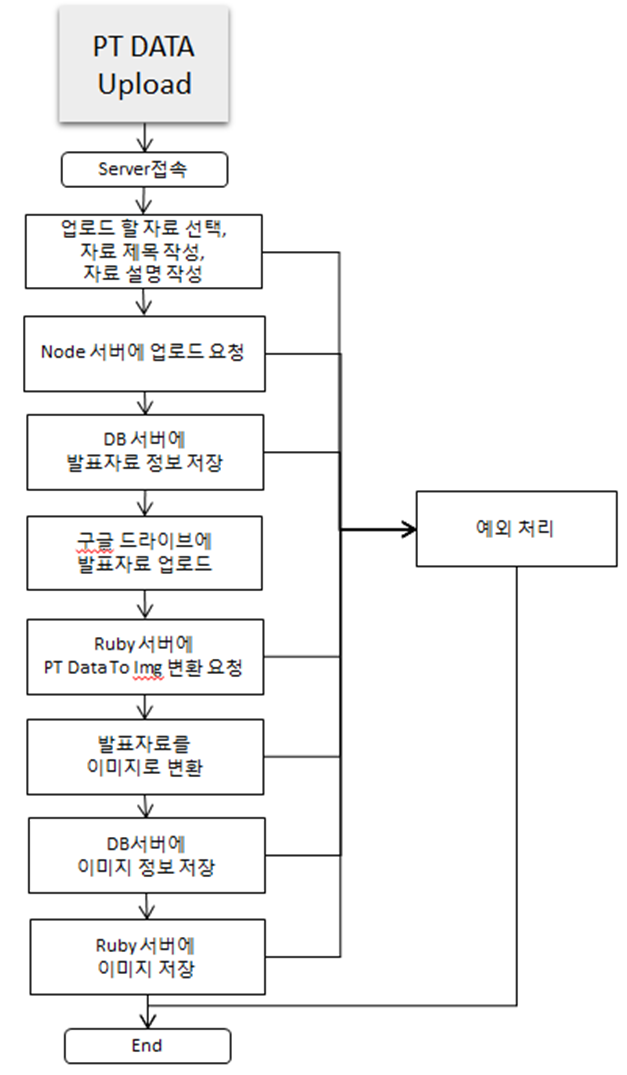 PT DATA
Upload
Server접속
업로드 할 자료 선택,
자료 제목 작성,
자료 설명 작성
Node 서버에 업로드 요청
DB 서버에
발표자료 정보 저장
구글 드라이브에
발표자료 업로드
예외 처리
Ruby 서버에
PT DataTo Img 변환 요청
발표자료를
이미지로 변환
DB서버에
이미지 정보 저장
Ruby 서버에
이미지 저장
End